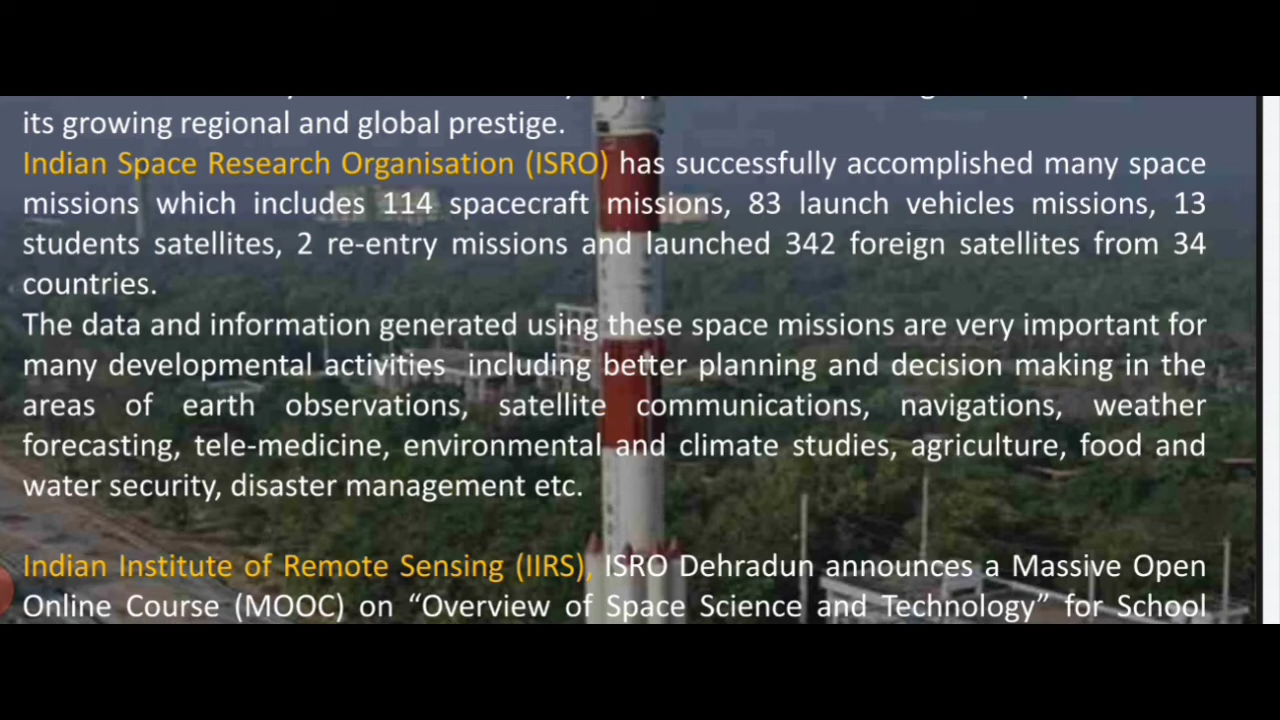 its growing regional and global prestige.
Indian Space Research Organisation (ISRO) has successfully accomplished many space
missions which includes 114 spacecraft missions, 83 launch vehicles missions, 13
students satellites, 2 re-entry missions and launched 342 foreign satellites from 34
countries.
The data and information generated using these space missions are very important for
many developmental activities including better planning and decision making in the
areas of earth observations, satellite communications, navigations, weather
forecasting, tele-medicine, environmental and climate studies, agriculture, food and
water security, disaster management etc.
Indian Institute of Remote Sensing (IIRS), ISRO Dehradun announces a Massive Open
Online Course (MOOC) on “Overview of Space Science and Technology” for School